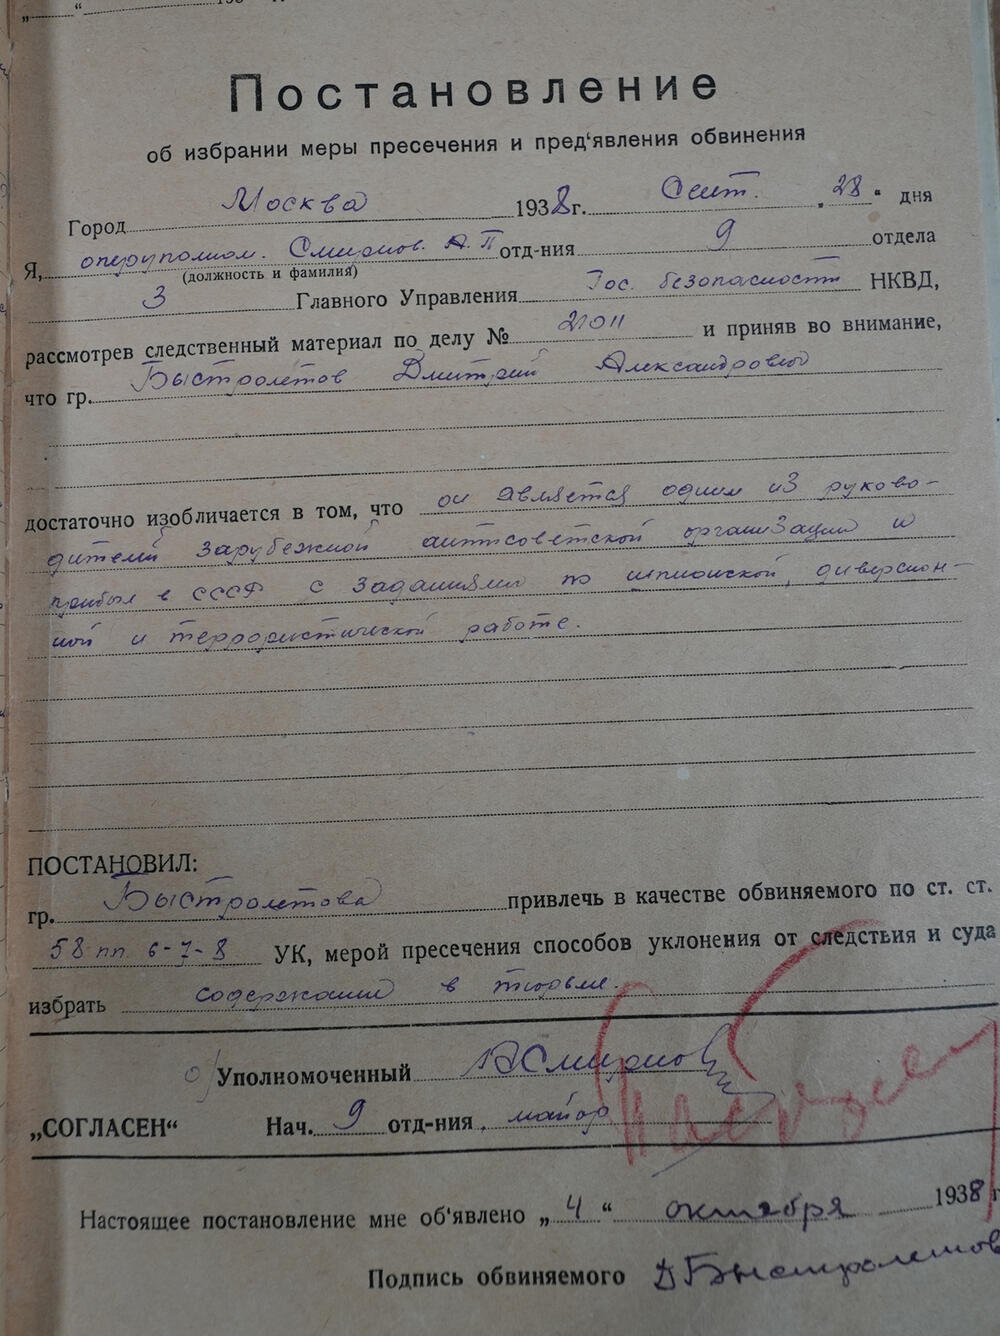 Постановление
об избрании меры пресечения и пред‘явления обвинения
Город Москва 1938 г. Сент. „28“ дня
Я, оперуполном. Смирнов. А.П отд-ния 9 отдела
(должность и фамилия)
3 Главного Управления Гос. безопасности НКВД,
рассмотрев следственный материал по делу № и приняв во внимание,
что гр. Быстролетов Дмитрий Александрович
достаточно изобличается в том, что он является одним из руково-
дителей зарубежной антисоветской организации и
прибыл в СССР с заданиями по шпионской, диверсион-
ной и террористической работе.
ПОСТАНОВИЛ:
гр. Быстролетова привлечь в качестве обвиняемого по ст. ст.
58 пп. 6-7-8 УК, мерой пресечения способов уклонения от следствия и суда
избрать содержание в тюрьме.
О/Уполномоченный АСмирнов
„СОГЛАСЕН“ Нач. 9 отд-ния, майор
Настоящее постановление мне об‘явлено „4“ октября 1938 г
Подпись обвиняемого ДБыстролетов